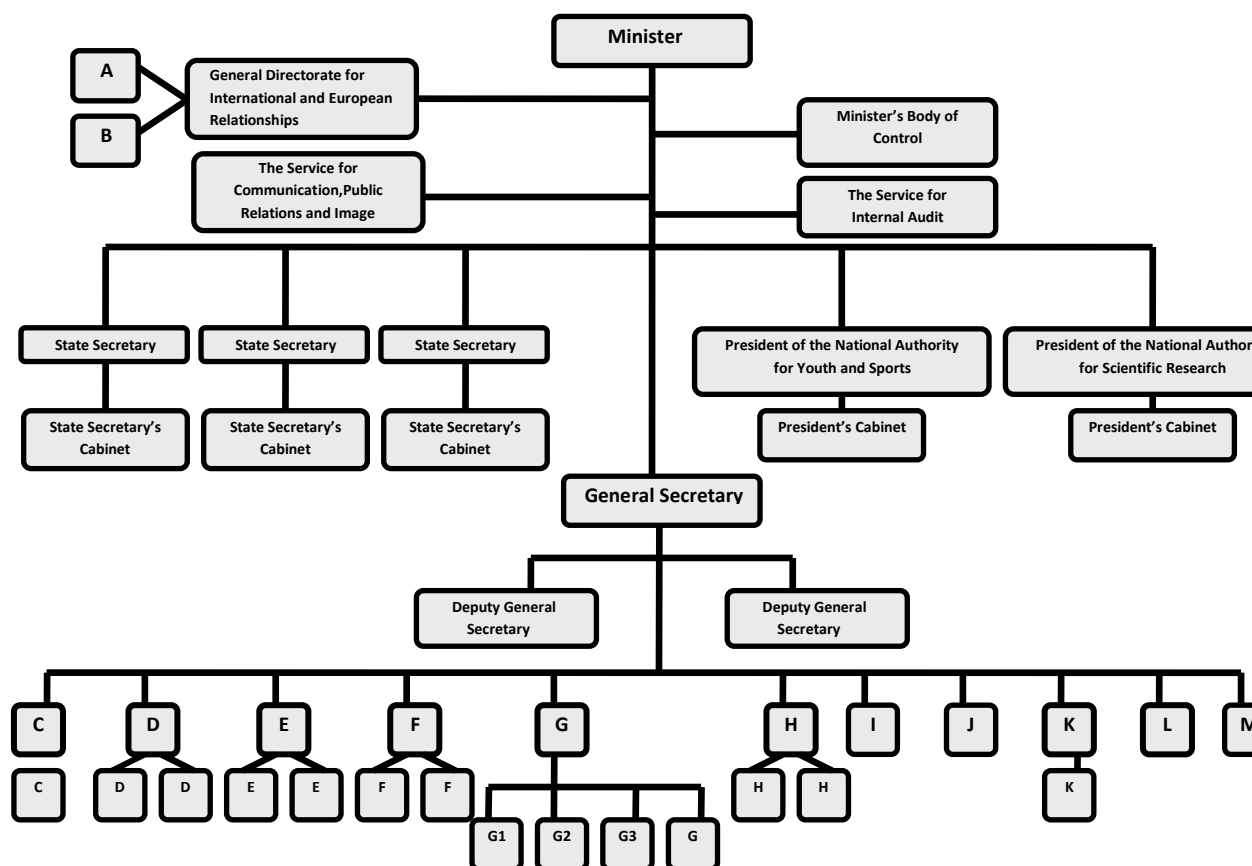 Minister
A
General Directorate for
International and European
Relationships
B
Minister's Body of
Control
The Service for
Communication,Public
Relations and Image
The Service for
Internal Audit
State Secretary
State Secretary
State Secretary
President of the National Authority
for Youth and Sports
President of the National Author
for Scientific Research
State Secretary's
Cabinet
State Secretary's
Cabinet
State Secretary's
Cabinet
President's Cabinet
President's Cabinet
General Secretary
Deputy General
Secretary
Deputy General
Secretary
C
D
E
F
G
H
I
J
K
L
M
C
D
D
E
E
F
F
H
H
K
G1
G2
G3
G